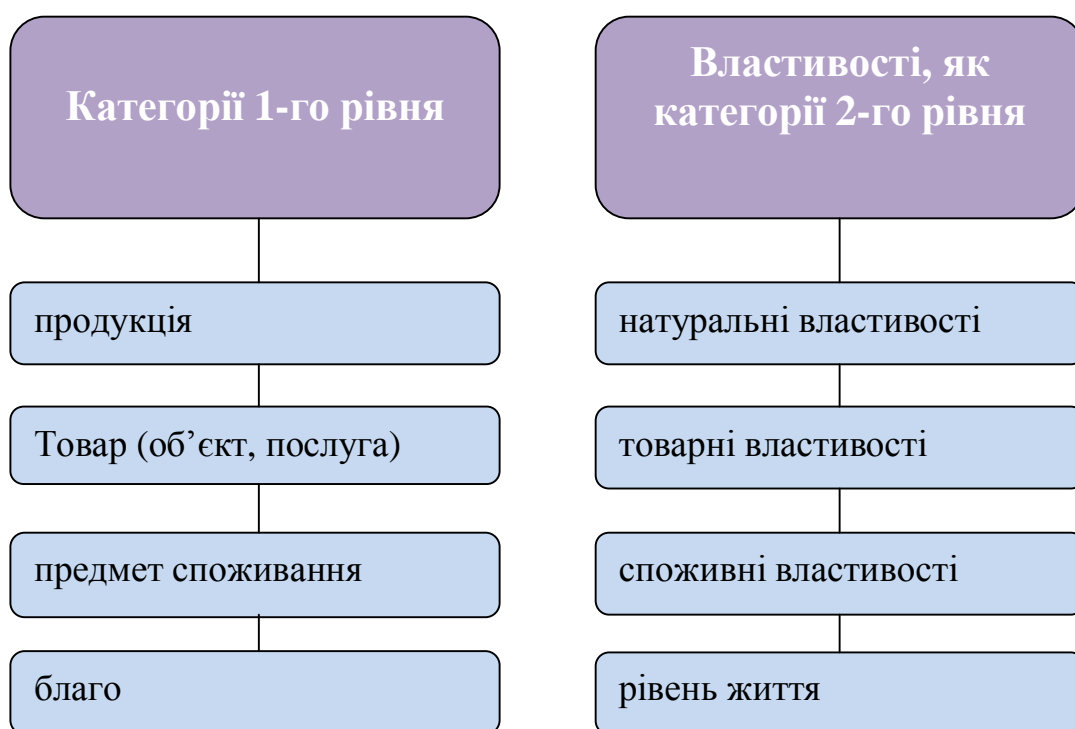 Категорії 1-го рівня
продукція
Товар (об’єкт, послуга)
предмет споживання
благо
Властивості, як
категорії 2-го рівня
натуральні властивості
товарні властивості
споживні властивості
рівень життя